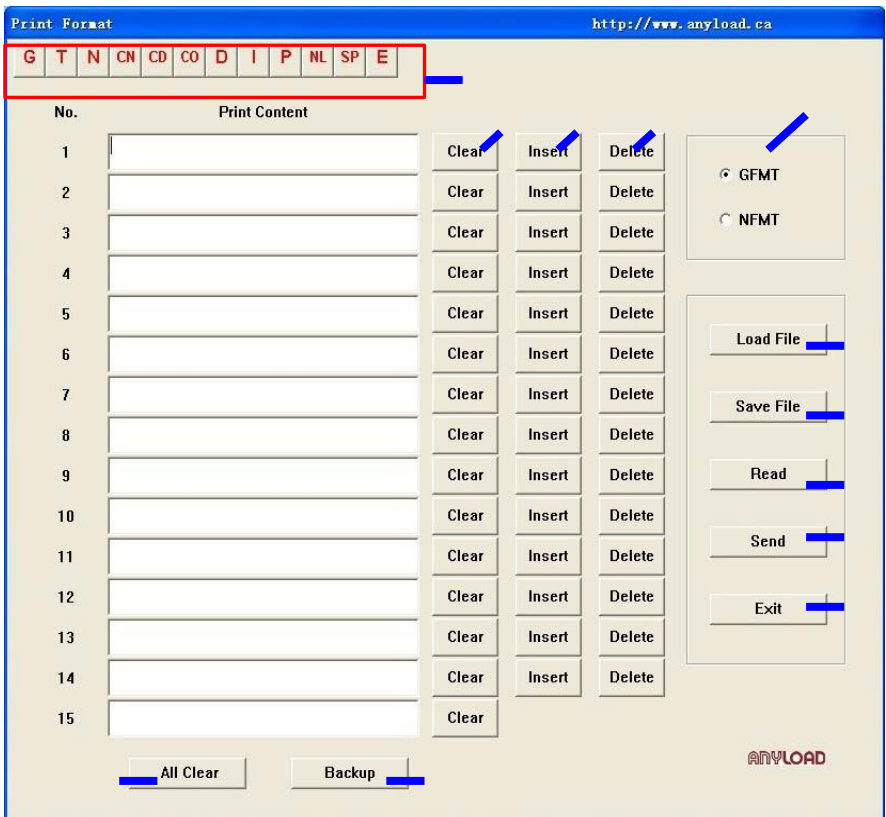 Print Format http://www.anyload.ca
G T N CN CD CO D I P NL SP E
No. Print Content
1 Clear Insert Delete
GFMT
2 Clear Insert Delete
NFMT
3 Clear Insert Delete
4 Clear Insert Delete
5 Clear Insert Delete
Load File
6 Clear Insert Delete
7 Clear Insert Delete
Save File
8 Clear Insert Delete
9 Clear Insert Delete
Read
10 Clear Insert Delete
Send
11 Clear Insert Delete
12 Clear Insert Delete
Exit
13 Clear Insert Delete
14 Clear Insert Delete
15 Clear
ANYLOAD
All Clear Backup